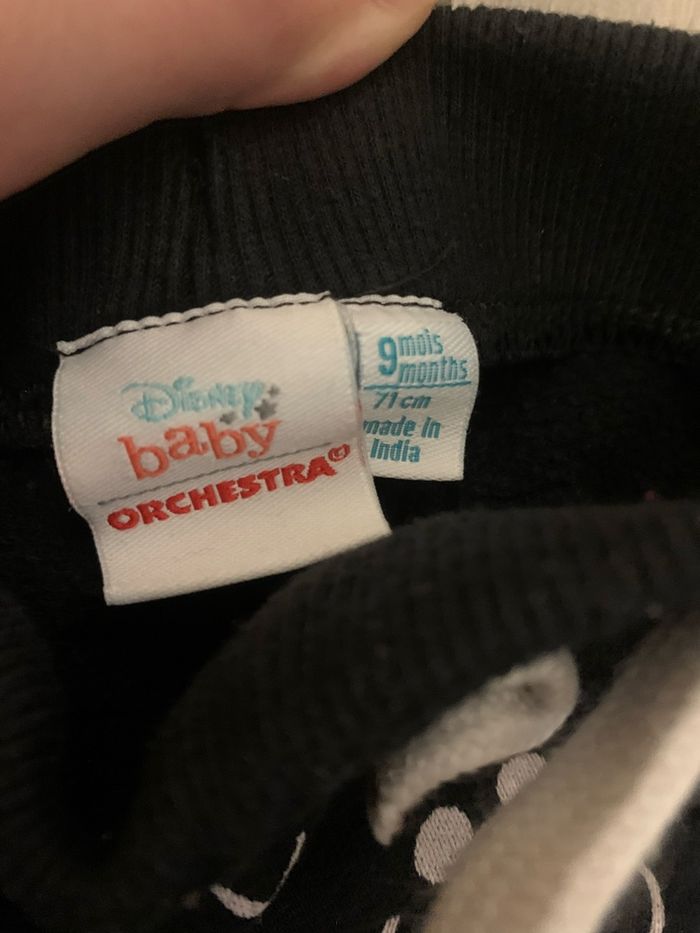 Disney
baby
ORCHESTRA
9 mois
months
71 cm
made in
India